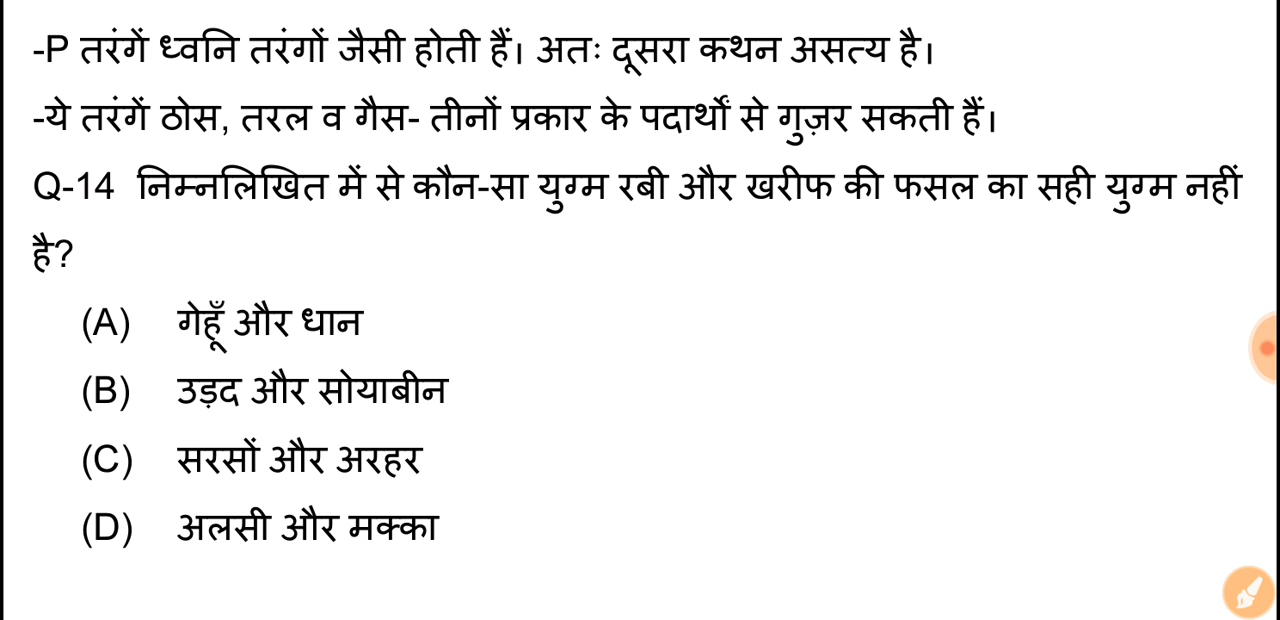 -P तरंगें ध्वनि तरंगों जैसी होती हैं। अतः दूसरा कथन असत्य है।
-ये तरंगें ठोस, तरल व गैस- तीनों प्रकार के पदार्थों से गुज़र सकती हैं।
Q-14 निम्नलिखित में से कौन-सा युग्म रबी और खरीफ की फसल का सही युग्म नहीं
है?
(A) गेहूँ और धान
(B) उड़द और सोयाबीन
(C) सरसों और अरहर
(D) अलसी और मक्का